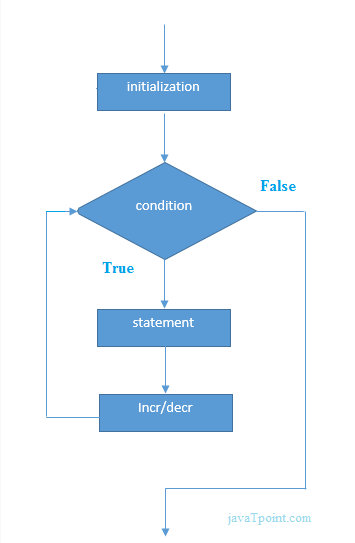 initialization
condition
False
True
statement
Incr/decr
javaTpoint.com